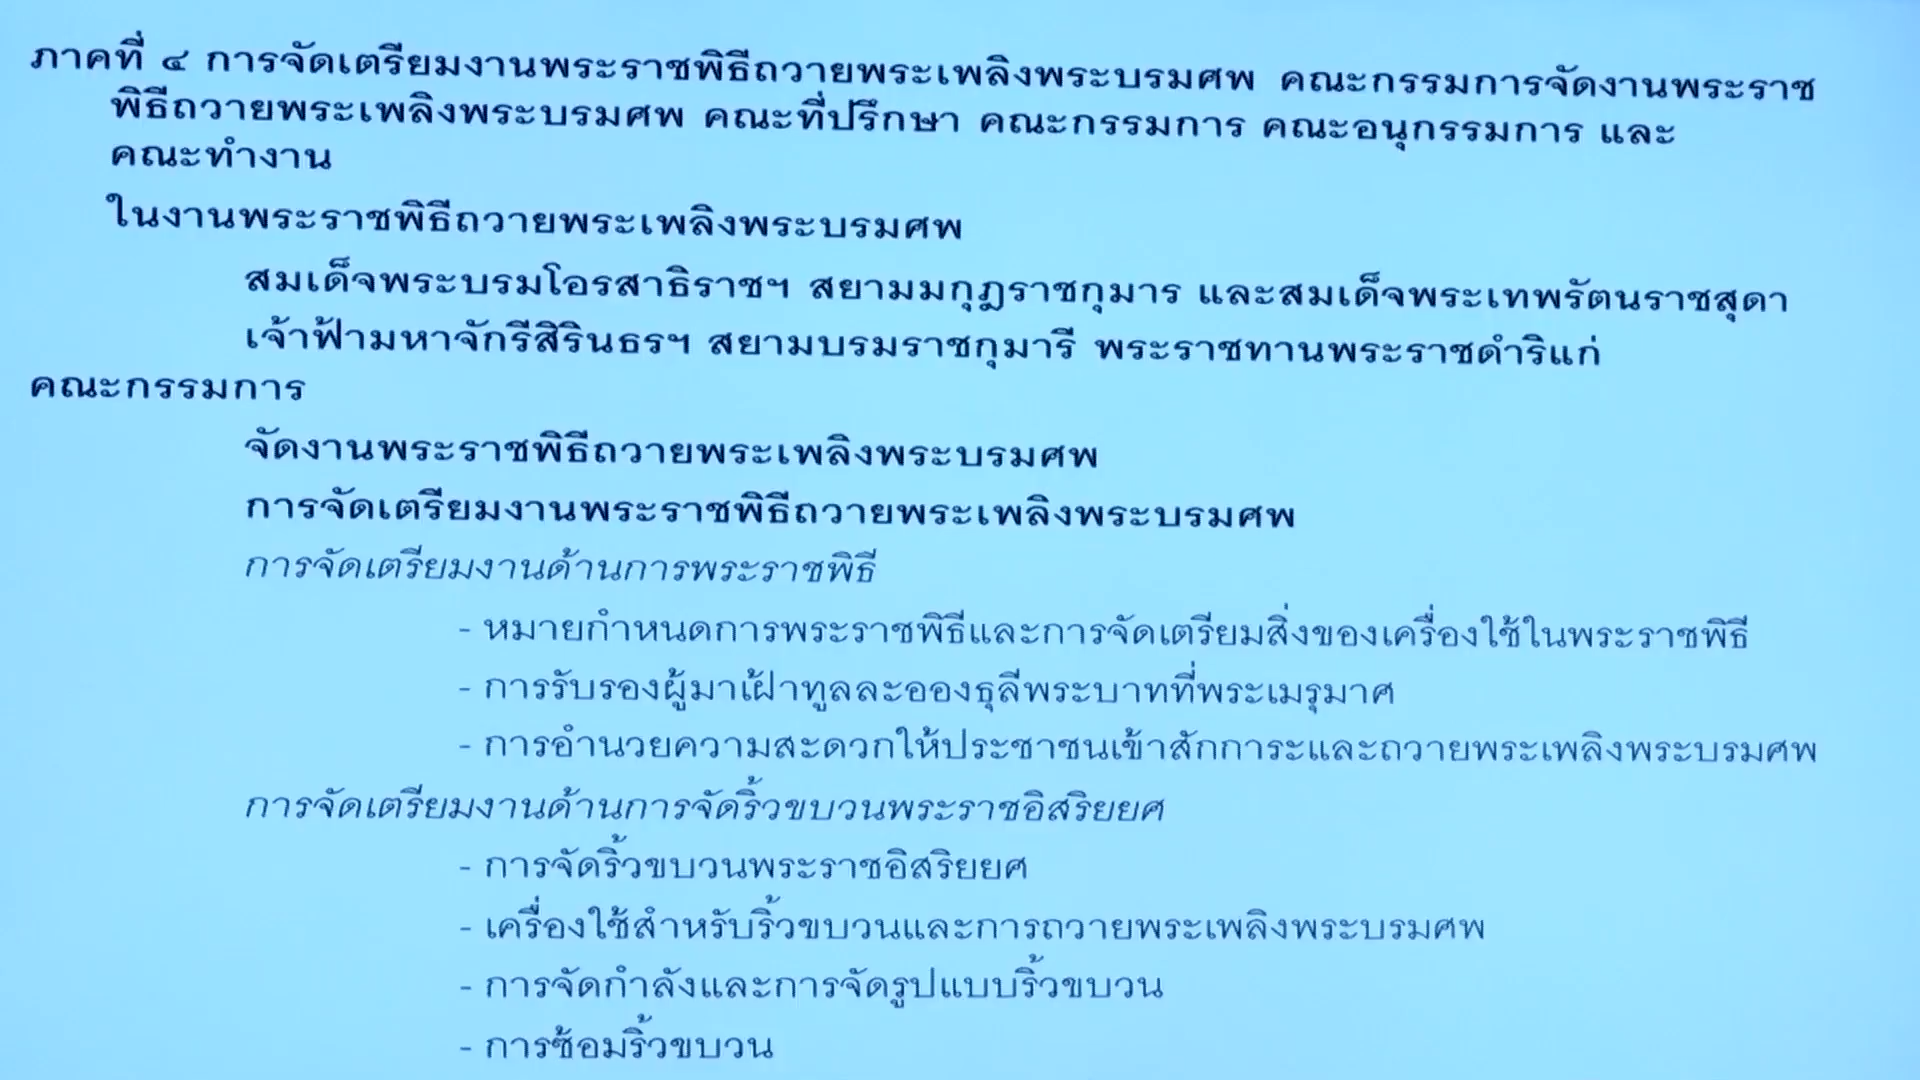 ภาคที่ ๔ การจัดเตรียมงานพระราชพิธีถวายพระเพลิงพระบรมศพ คณะกรรมการจัดงานพระราช
พิธีถวายพระเพลิงพระบรมศพ คณะที่ปรึกษา คณะกรรมการ คณะอนุกรรมการ และ
คณะทำงาน
ในงานพระราชพิธีถวายพระเพลิงพระบรมศพ
สมเด็จพระบรมโอรสาธิราชฯ สยามมกุฎราชกุมาร และสมเด็จพระเทพรัตนราชสุดา
เจ้าฟ้ามหาจักรีสิรินธรฯ สยามบรมราชกุมารี พระราชทานพระราชดำริแก่
คณะกรรมการ
จัดงานพระราชพิธีถวายพระเพลิงพระบรมศพ
การจัดเตรียมงานพระราชพิธีถวายพระเพลิงพระบรมศพ
การจัดเตรียมงานด้านการพระราชพิธี
- หมายกำหนดการพระราชพิธีและการจัดเตรียมสิ่งของเครื่องใช้ในพระราชพิธี
- การรับรองผู้มาเฝ้าทูลละอองธุลีพระบาทที่พระเมรุมาศ
- การอำนวยความสะดวกให้ประชาชนเข้าสักการะและถวายพระเพลิงพระบรมศพ
การจัดเตรียมงานด้านการจัดริ้วขบวนพระราชอิสริยยศ
- การจัดริ้วขบวนพระราชอิสริยยศ
- เครื่องใช้สำหรับริ้วขบวนและการถวายพระเพลิงพระบรมศพ
- การจัดกำลังและการจัดรูปแบบริ้วขบวน
- การซ้อมริ้วขบวน